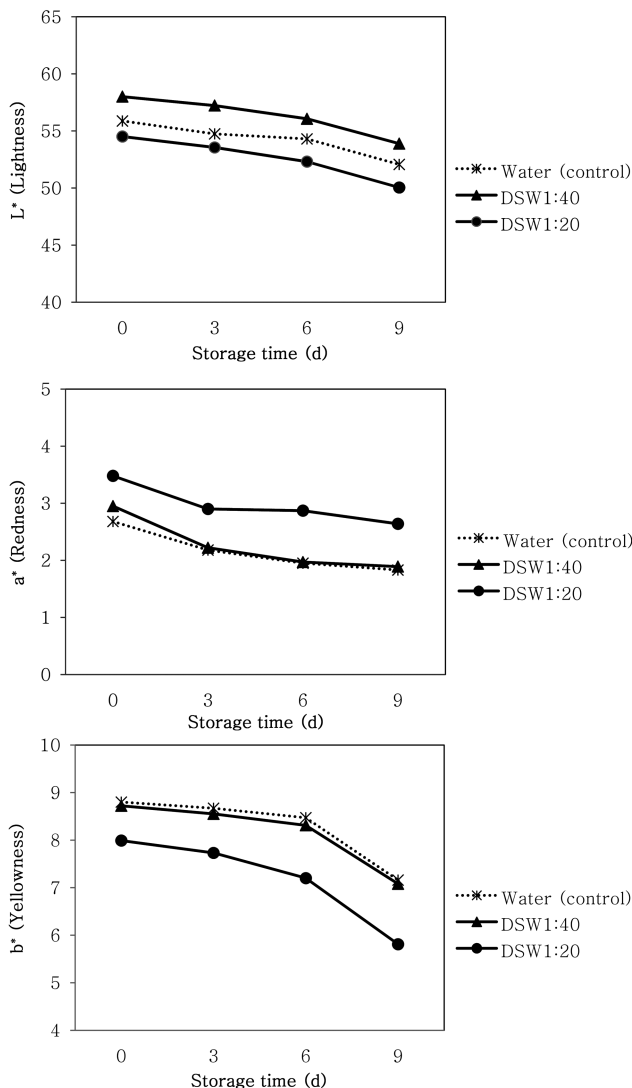 65
60
55
50
45
40
L* (Lightness)
0 3 6 9
Storage time (d)
Water (control)
DSW1:40
DSW1:20
5
4
3
2
1
0
a* (Redness)
0 3 6 9
Storage time (d)
Water (control)
DSW1:40
DSW1:20
10
9
8
7
6
5
4
b* (Yellowness)
0 3 6 9
Storage time (d)
Water (control)
DSW1:40
DSW1:20